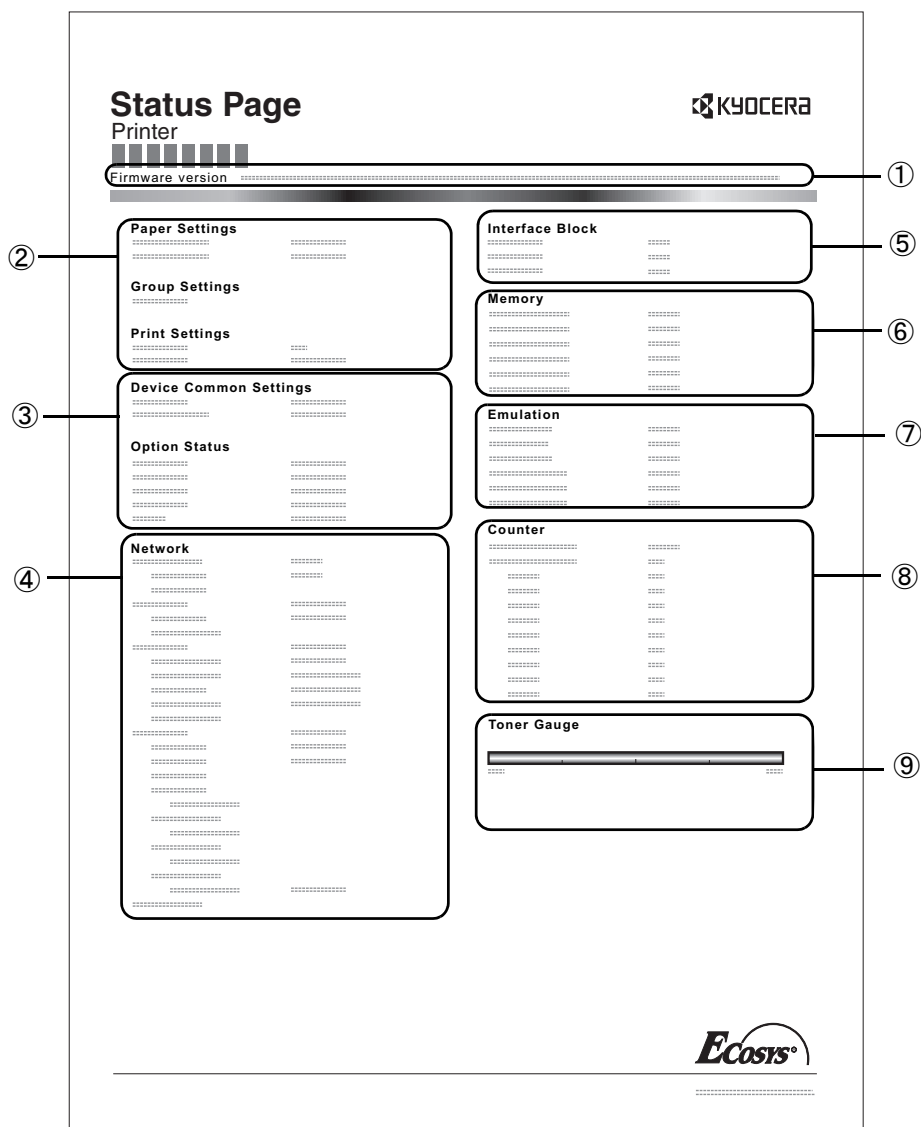 Status Page
KYOCERA
Printer
Firmware version
①
Paper Settings
②
Group Settings
Print Settings
Device Common Settings
③
Option Status
Network
④
Interface Block
⑤
Memory
⑥
Emulation
⑦
Counter
⑧
Toner Gauge
⑨
ECOSYS